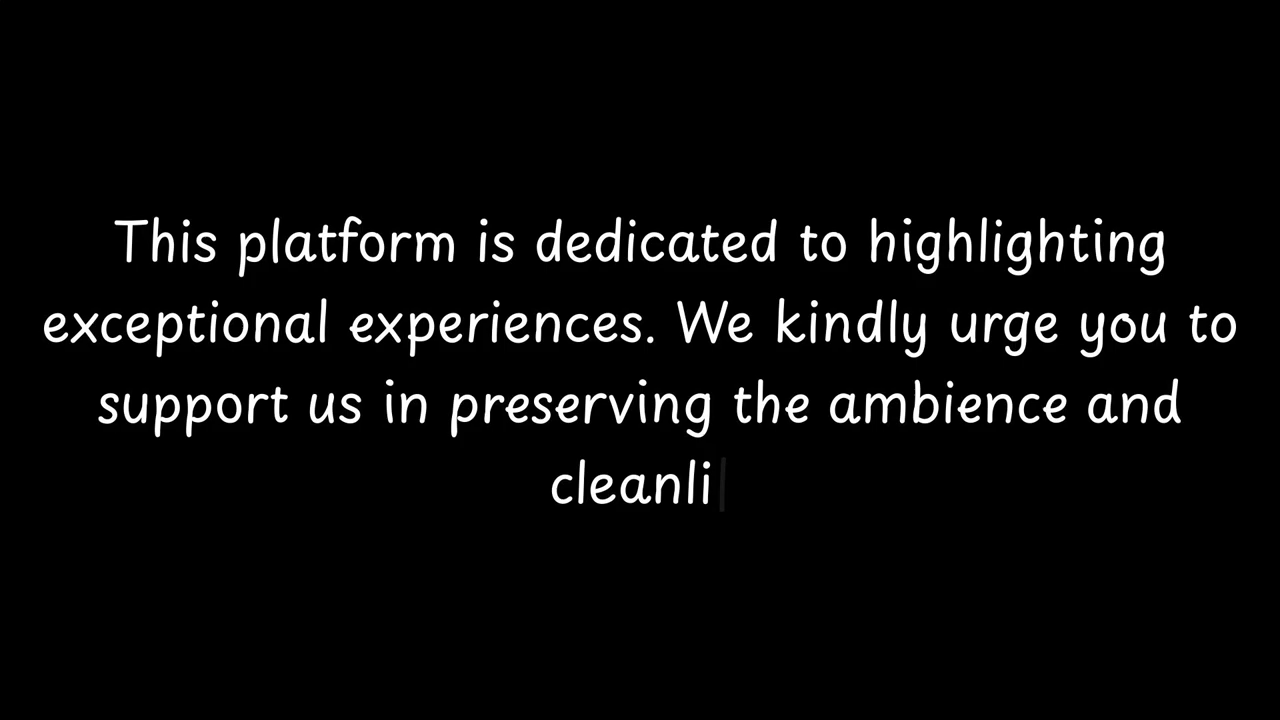 This platform is dedicated to highlighting
exceptional experiences. We kindly urge you to
support us in preserving the ambience and
cleanli